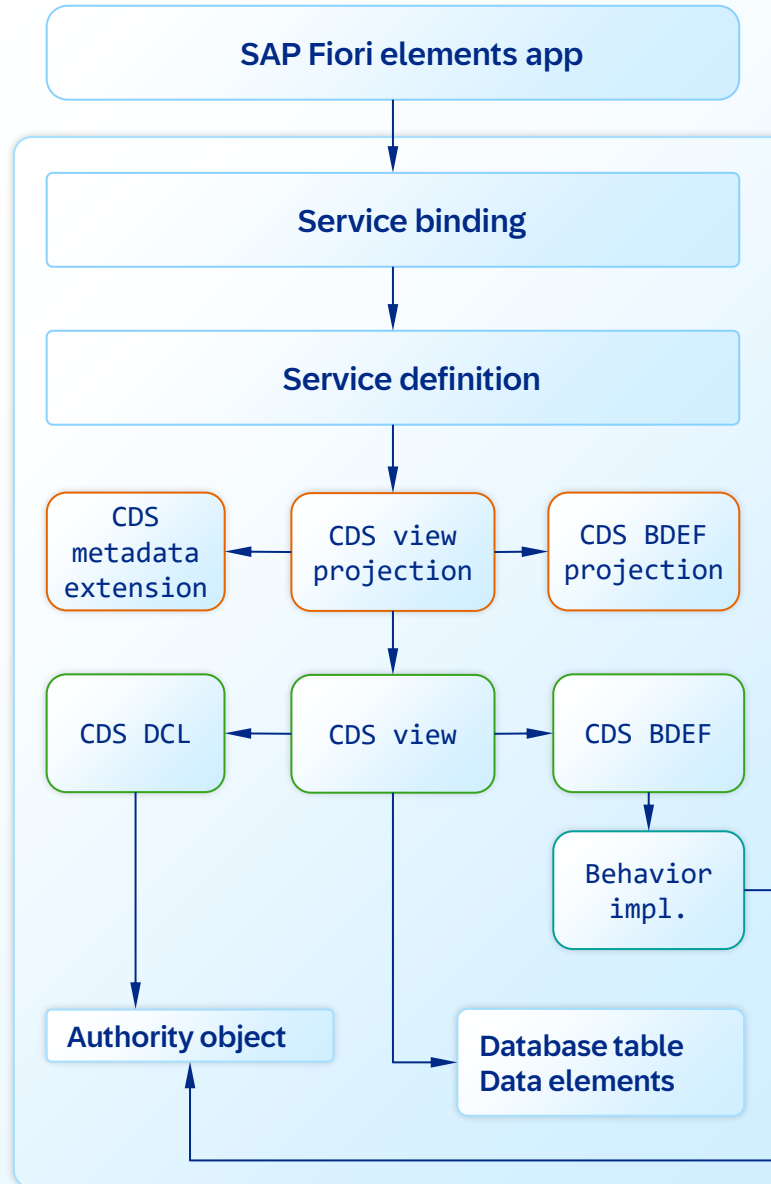 SAP Fiori elements app
Service binding
Service definition
CDS
metadata
extension
CDS view
projection
CDS BDEF
projection
CDS DCL
CDS view
CDS BDEF
Behavior
impl.
Authority object
Database table
Data elements